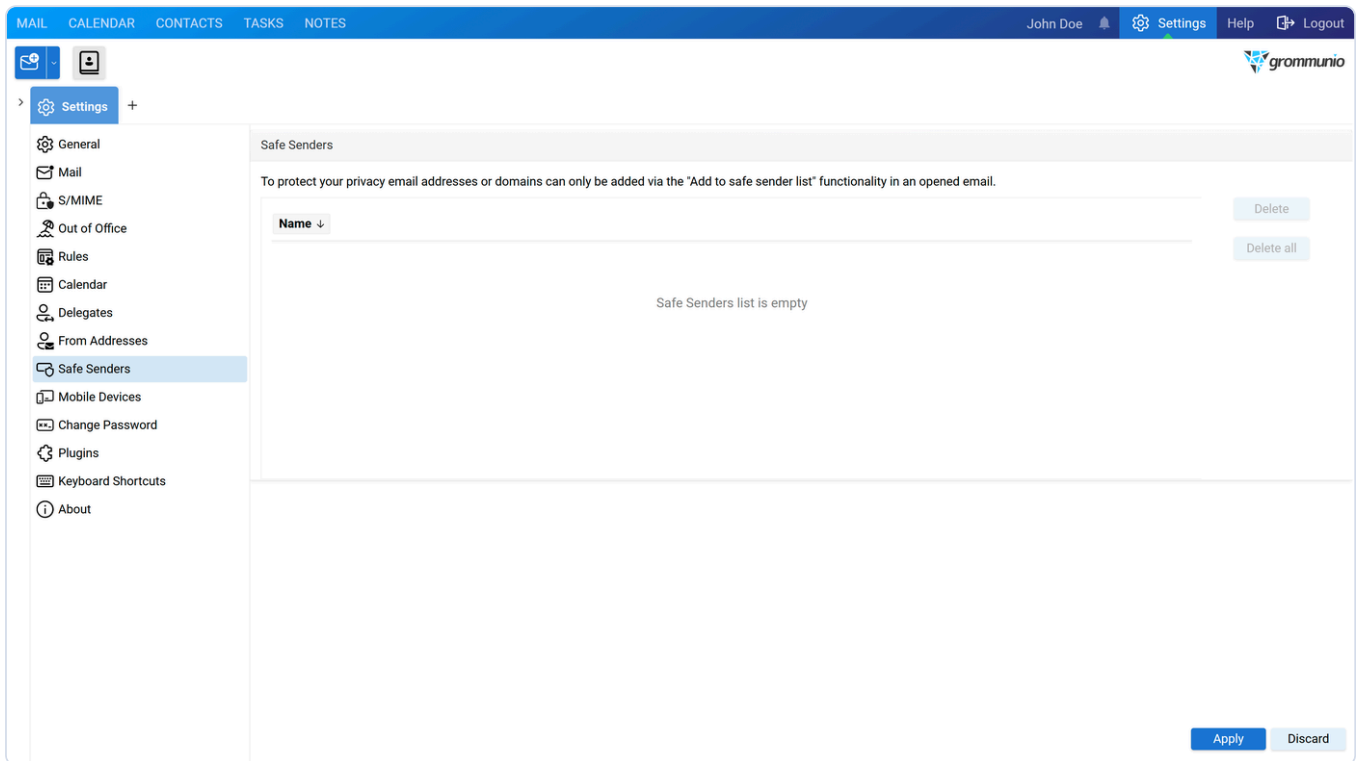 MAIL CALENDAR CONTACTS TASKS NOTES John Doe Settings Help Logout
grommunio
Settings +
General
Mail
S/MIME
Out of Office
Rules
Calendar
Delegates
From Addresses
Safe Senders
Mobile Devices
Change Password
Plugins
Keyboard Shortcuts
About
Safe Senders
To protect your privacy email addresses or domains can only be added via the "Add to safe sender list" functionality in an opened email.
Name ↓
Safe Senders list is empty
Delete
Delete all
Apply Discard